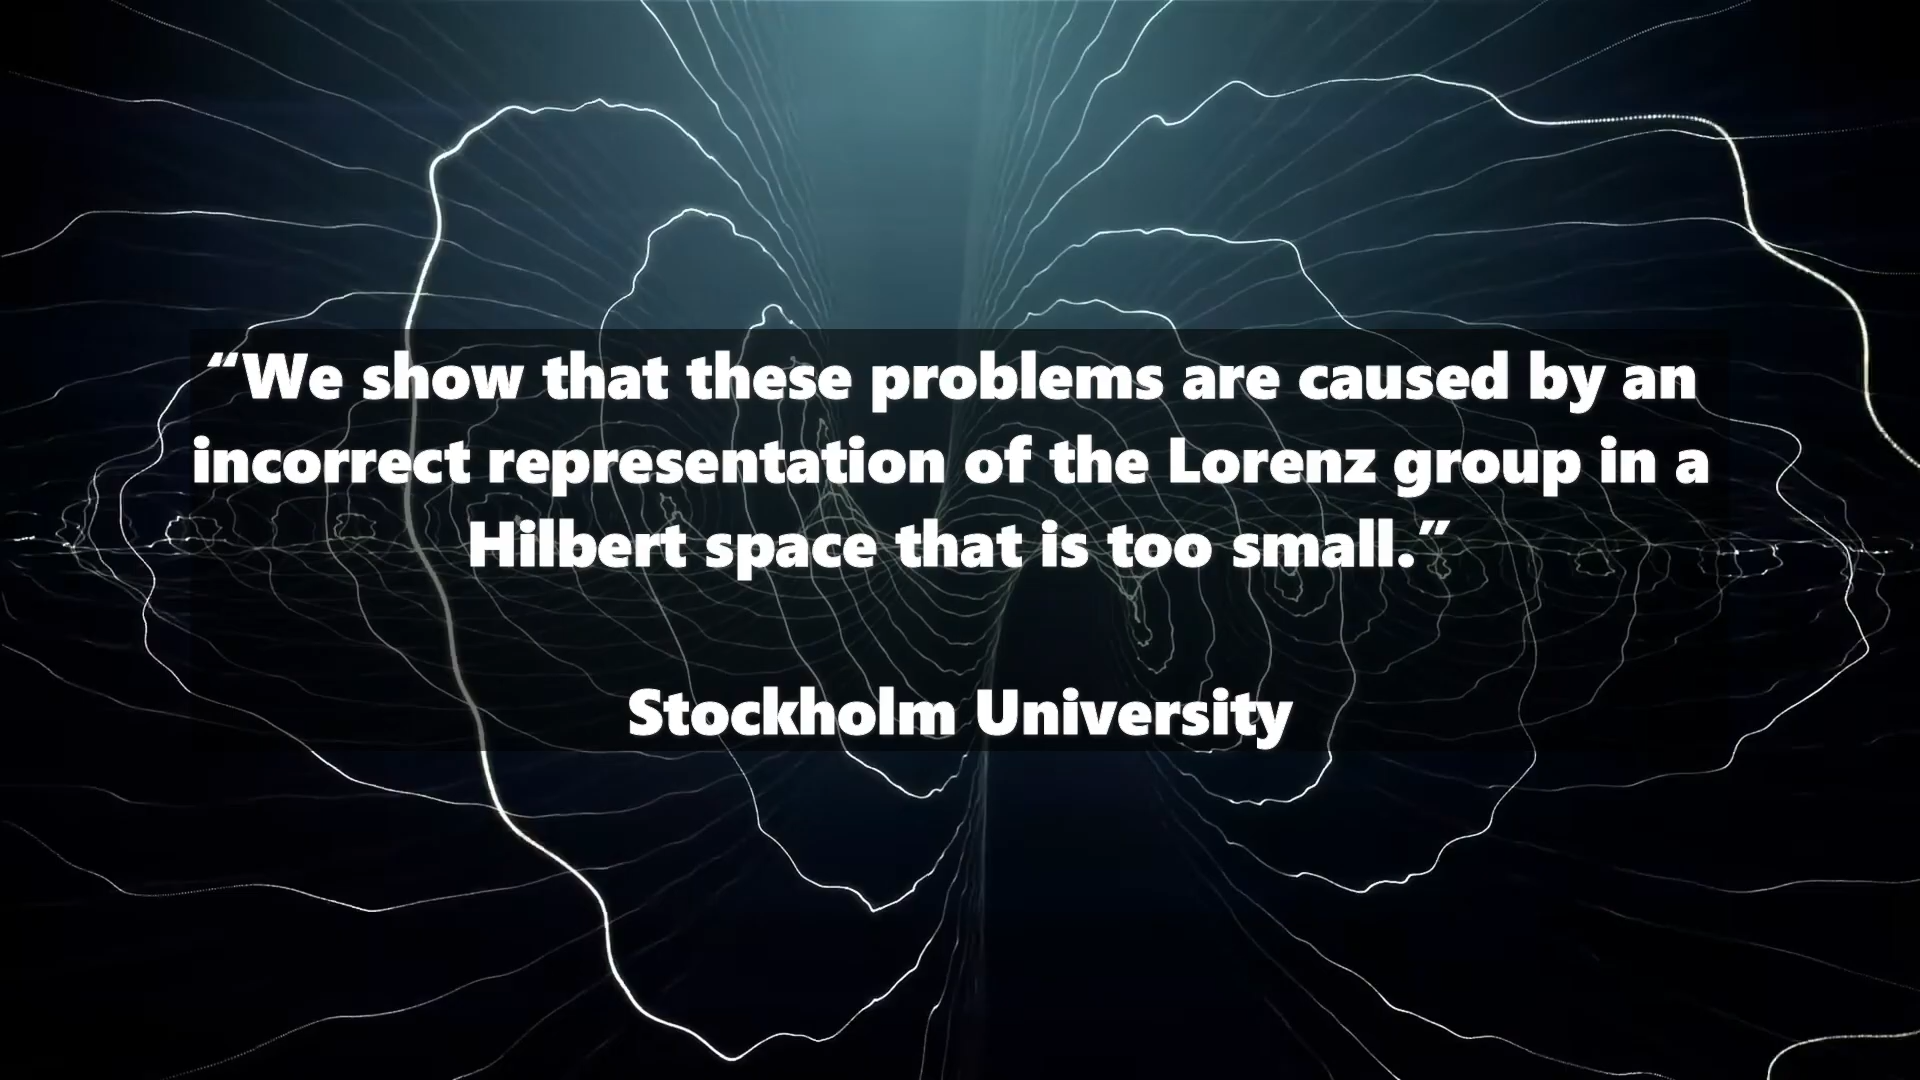 “We show that these problems are caused by an
incorrect representation of the Lorenz group in a
Hilbert space that is too small.”
Stockholm University